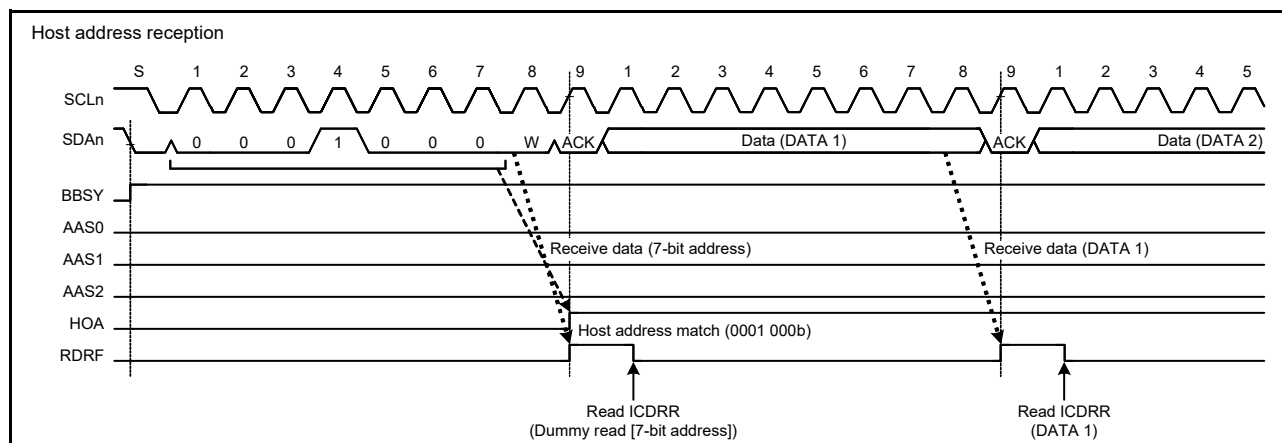 Host address reception
S 1 2 3 4 5 6 7 8 9 1 2 3 4 5 6 7 8 9 1 2 3 4 5
SCLn
SDAn 0 0 0 1 0 0 0 W ACK Data (DATA 1) ACK Data (DATA 2)
BBSY
AAS0
AAS1 Receive data (7-bit address) Receive data (DATA 1)
AAS2
HOA Host address match (0001 000b)
RDRF
Read ICDRR Read ICDRR
(Dummy read [7-bit address]) (DATA 1)